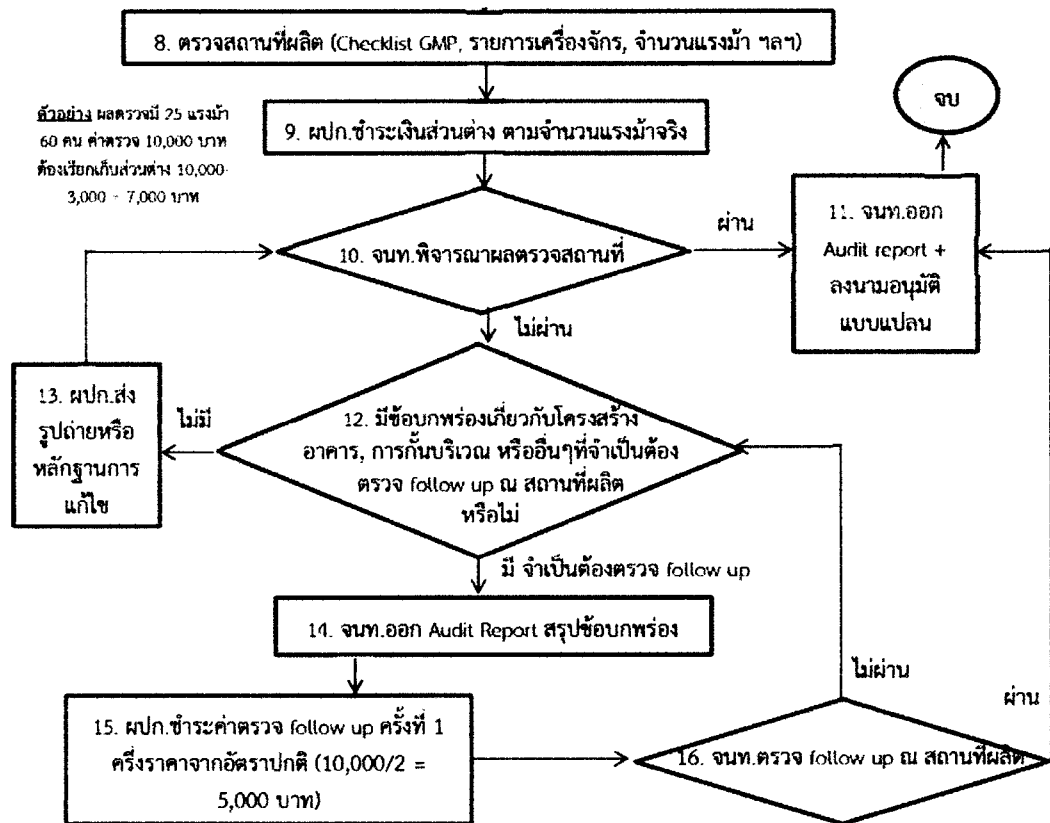 8. ตรวจสถานที่ผลิต (Checklist GMP, รายการเครื่องจักร, จำนวนแรงม้า ฯลฯ)
จบ
ตัวอย่าง ผลตรวจมี 25 แรงม้า
60 คน ค่าตรวจ 10,000 บาท
ต้องเรียกเก็บส่วนต่าง 10,000-
3,000 = 7,000 บาท
9. ผปก.ชำระเงินส่วนต่าง ตามจำนวนแรงม้าจริง
10. จนท.พิจารณาผลตรวจสถานที่
ผ่าน
11. จนท.ออก
Audit report +
ลงนามอนุมัติ
แบบแปลน
ไม่ผ่าน
13. ผปก.ส่ง
รูปถ่ายหรือ
หลักฐานการ
แก้ไข
ไม่มี
12. มีข้อบกพร่องเกี่ยวกับโครงสร้าง
อาคาร, การกั้นบริเวณ หรืออื่นๆที่จำเป็นต้อง
ตรวจ follow up ณ สถานที่ผลิต
หรือไม่
มี จำเป็นต้องตรวจ follow up
14. จนท.ออก Audit Report สรุปข้อบกพร่อง
ไม่ผ่าน
ผ่าน
15. ผปก.ชำระค่าตรวจ follow up ครั้งที่ 1
ครึ่งราคาจากอัตราปกติ (10,000/2 =
5,000 บาท)
16. จนท.ตรวจ follow up ณ สถานที่ผลิต